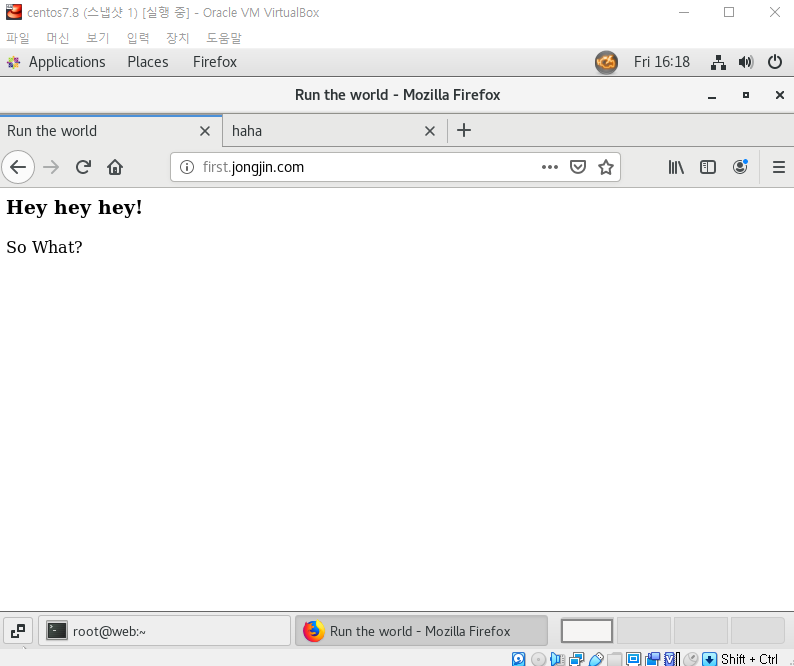 centos7.8 (스냅샷 1) [실행 중] - Oracle VM VirtualBox
파일 머신 보기 입력 장치 도움말
Applications Places Firefox Fri 16:18
Run the world - Mozilla Firefox
Run the world haha
first.jongjin.com
Hey hey hey!
So What?
root@web:~ Run the world - Mozilla Firefox
Shift + Ctrl